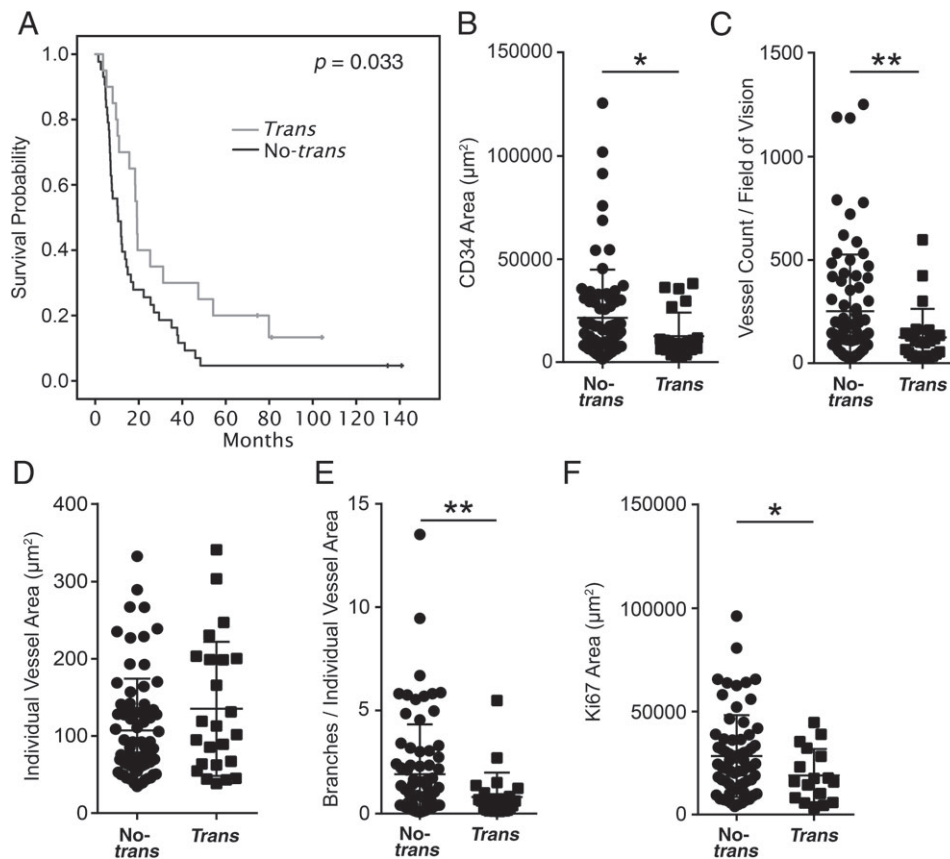 A
p = 0.033
Trans
No-trans
Survival Probability
1.0
0.8
0.6
0.4
0.2
0.0
0 20 40 60 80 100 120 140
Months
B
*
CD34 Area (µm²)
150000
100000
50000
0
No-
trans
Trans
C
**
Vessel Count / Field of Vision
1500
1000
500
0
No-
trans
Trans
D
Individual Vessel Area (µm²)
400
300
200
100
0
No-
trans
Trans
E
**
Branches / Individual Vessel Area
15
10
5
0
No-
trans
Trans
F
*
Ki67 Area (µm²)
150000
100000
50000
0
No-
trans
Trans